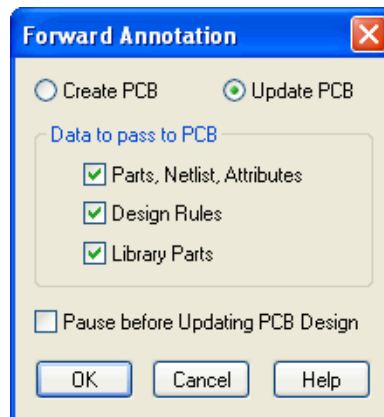 Forward Annotation
Create PCB Update PCB
Data to pass to PCB
Parts, Netlist, Attributes
Design Rules
Library Parts
Pause before Updating PCB Design
OK Cancel Help